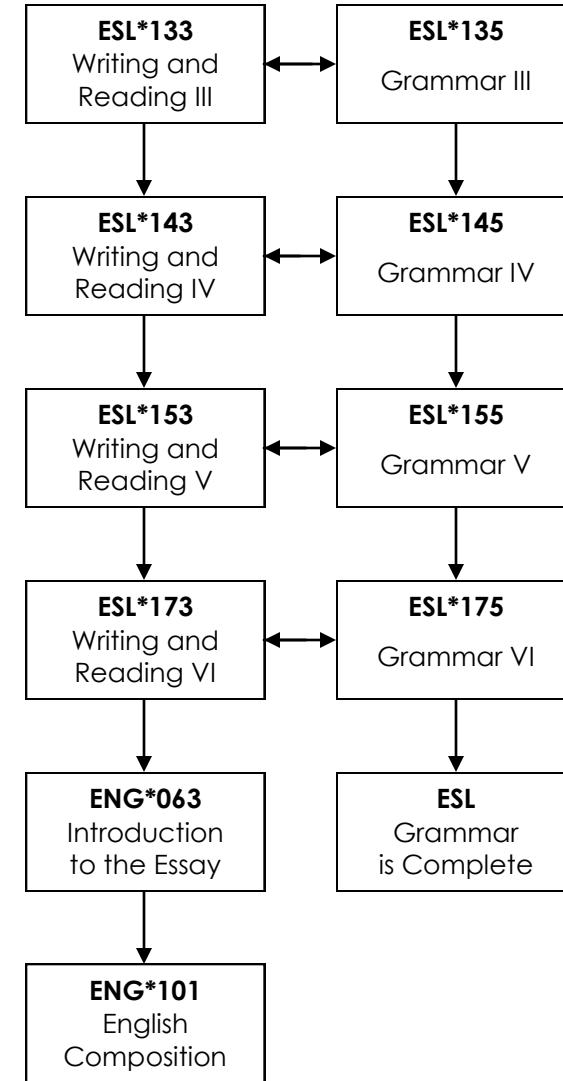 ESL*133
Writing and
Reading III
ESL*135
Grammar III
ESL*143
Writing and
Reading IV
ESL*145
Grammar IV
ESL*153
Writing and
Reading V
ESL*155
Grammar V
ESL*173
Writing and
Reading VI
ESL*175
Grammar VI
ENG*063
Introduction
to the Essay
ESL
Grammar
is Complete
ENG*101
English
Composition